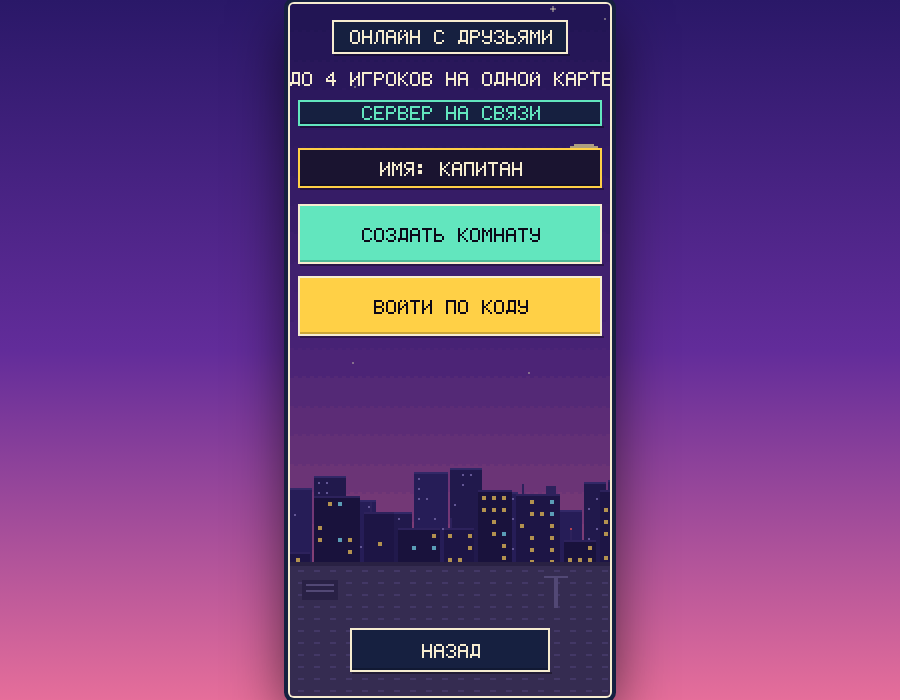 ОНЛАЙН С ДРУЗЬЯМИ
ДО 4 ИГРОКОВ НА ОДНОЙ КАРТЕ
СЕРВЕР НА СВЯЗИ
ИМЯ: КАПИТАН
СОЗДАТЬ КОМНАТУ
ВОЙТИ ПО КОДУ
НАЗАД